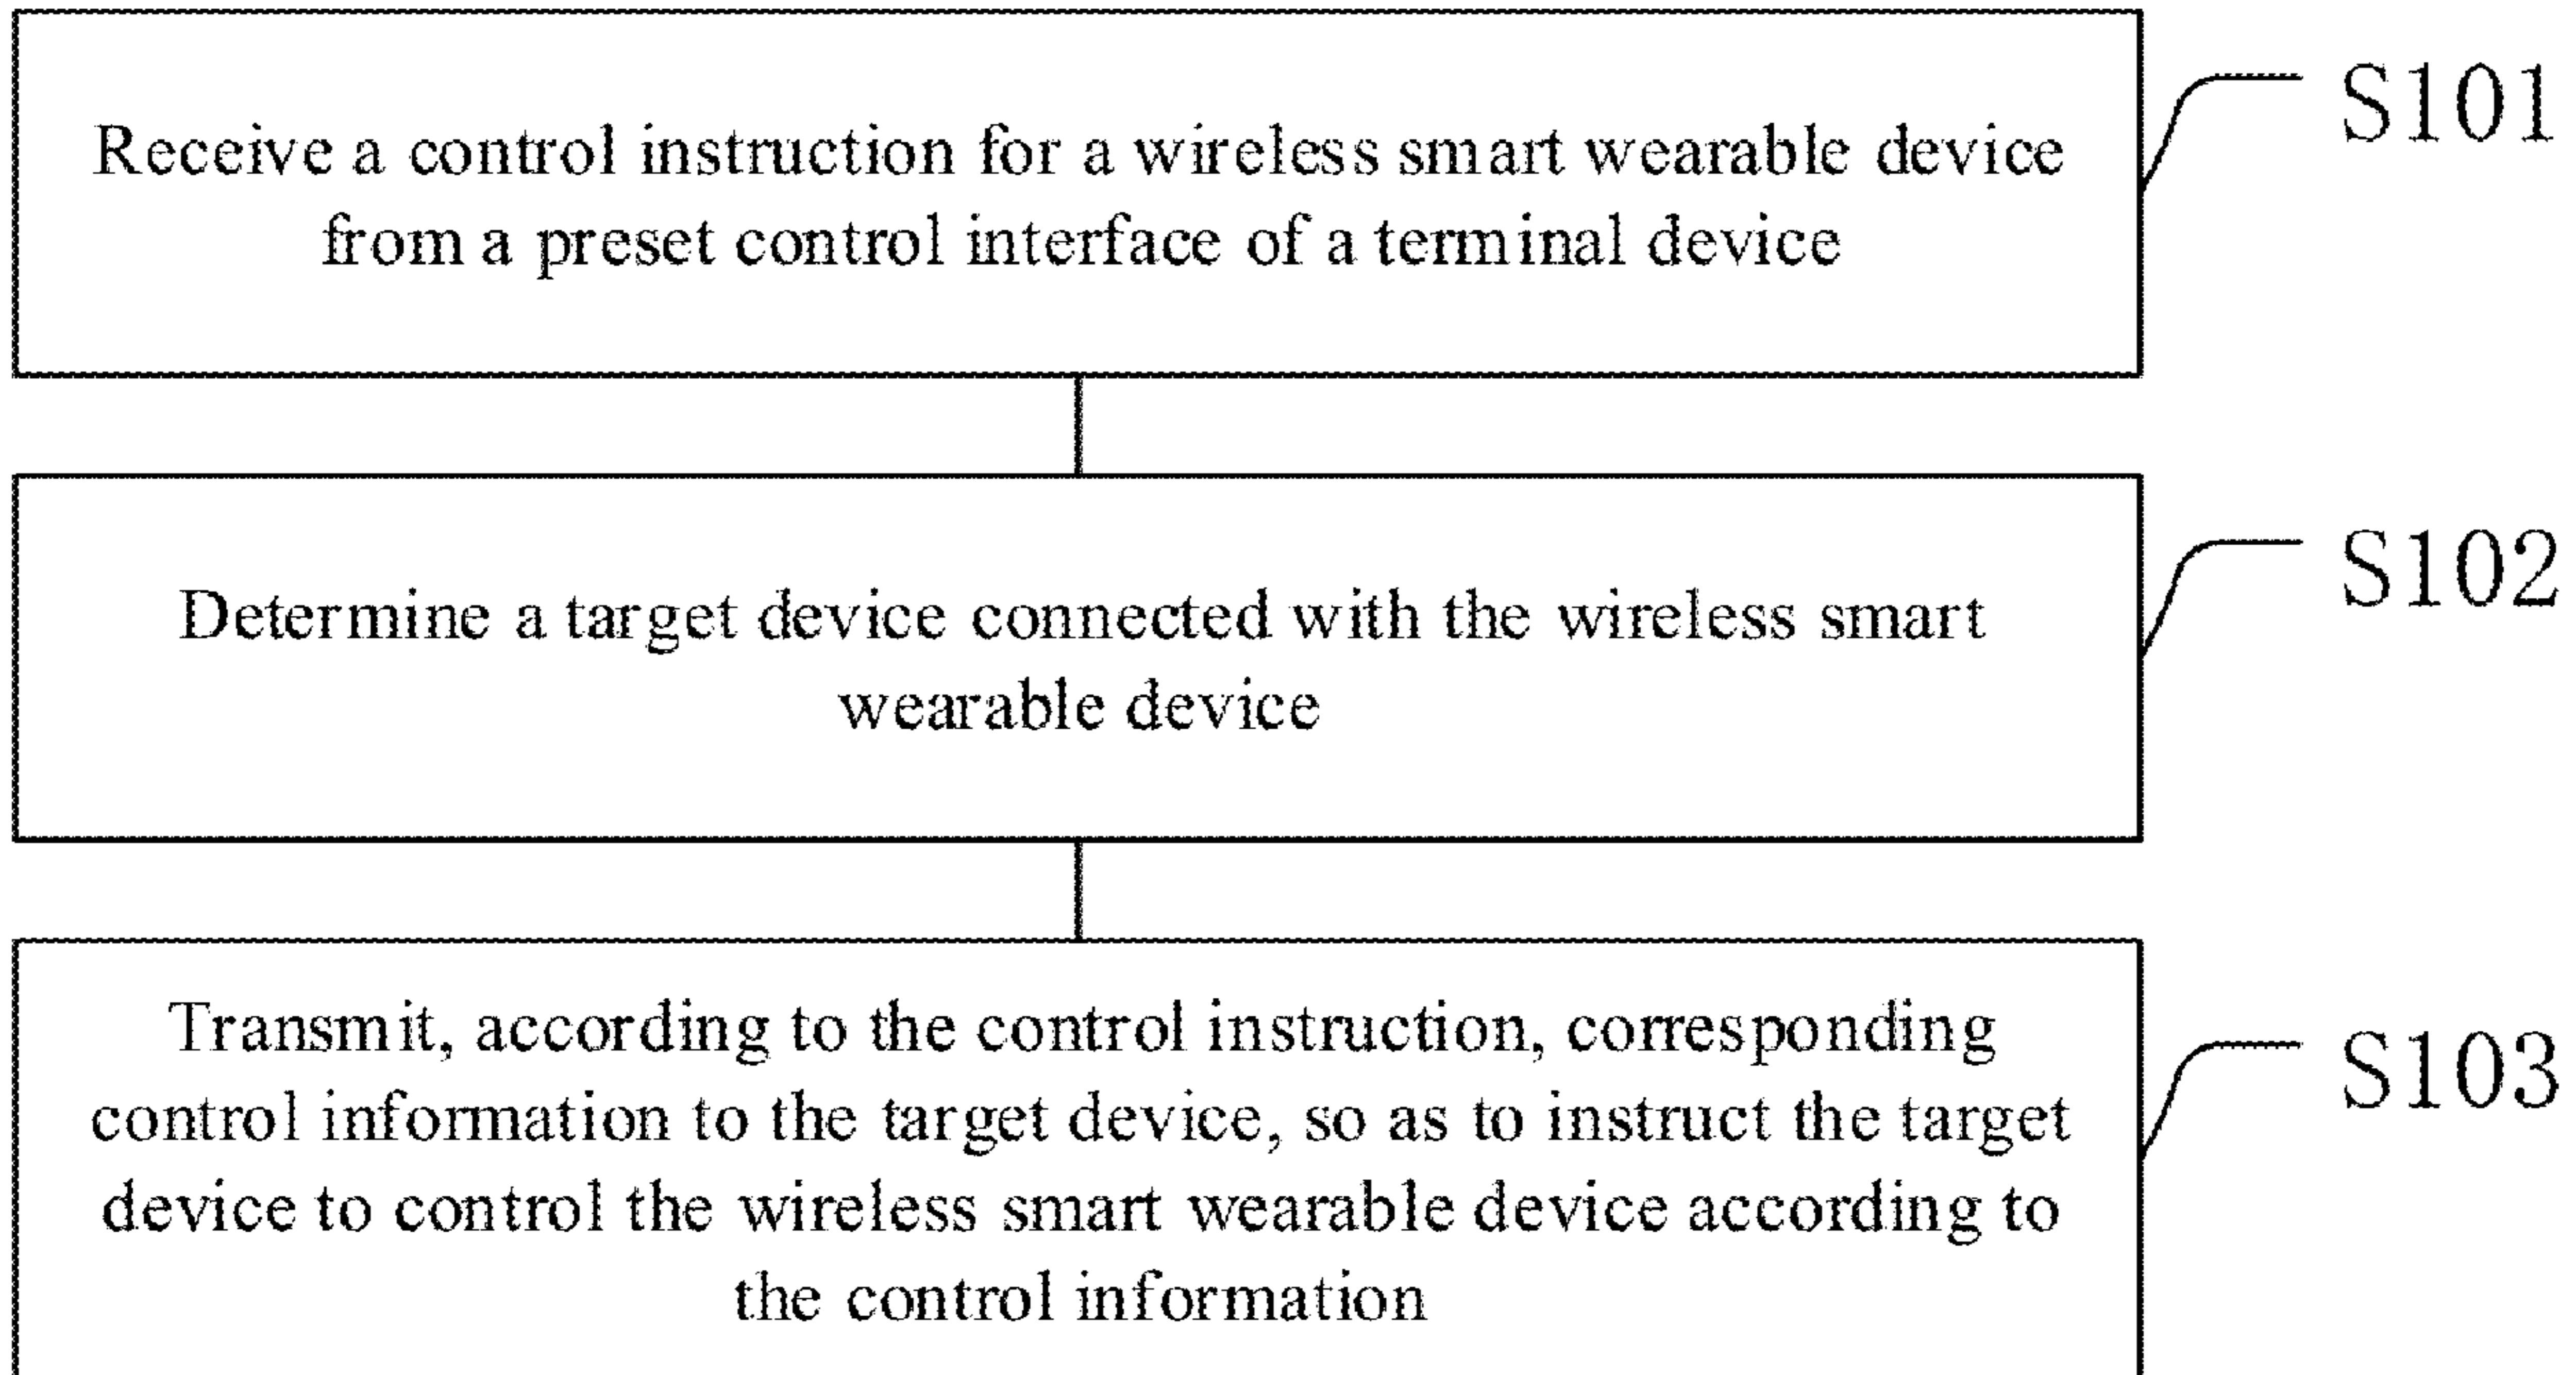 Receive a control instruction for a wireless smart wearable device
from a preset control interface of a terminal device
S101
Determine a target device connected with the wireless smart
wearable device
S102
Transmit, according to the control instruction, corresponding
control information to the target device, so as to instruct the target
device to control the wireless smart wearable device according to
the control information
S103